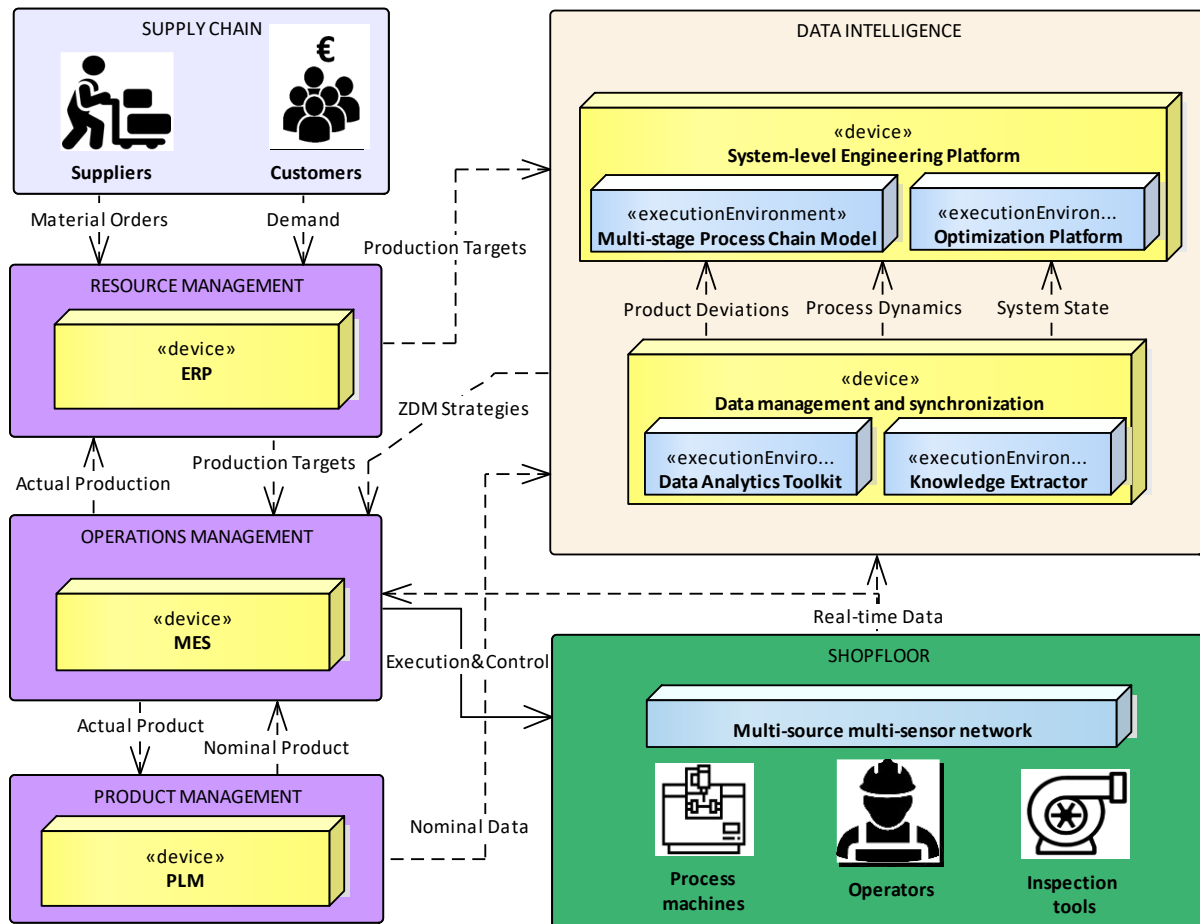 SUPPLY CHAIN
€
Suppliers
Customers
Material Orders
Demand
RESOURCE MANAGEMENT
«device»
ERP
Production Targets
Actual Production
Production Targets
ZDM Strategies
OPERATIONS MANAGEMENT
«device»
MES
Execution&Control
Actual Product
Nominal Product
PRODUCT MANAGEMENT
«device»
PLM
Nominal Data
DATA INTELLIGENCE
«device»
System-level Engineering Platform
«executionEnvironment»
Multi-stage Process Chain Model
«executionEnviron...
Optimization Platform
Product Deviations
Process Dynamics
System State
«device»
Data management and synchronization
«executionEnviro...
Data Analytics Toolkit
«executionEnviron...
Knowledge Extractor
Real-time Data
SHOPFLOOR
Multi-source multi-sensor network
Process
machines
Operators
Inspection
tools